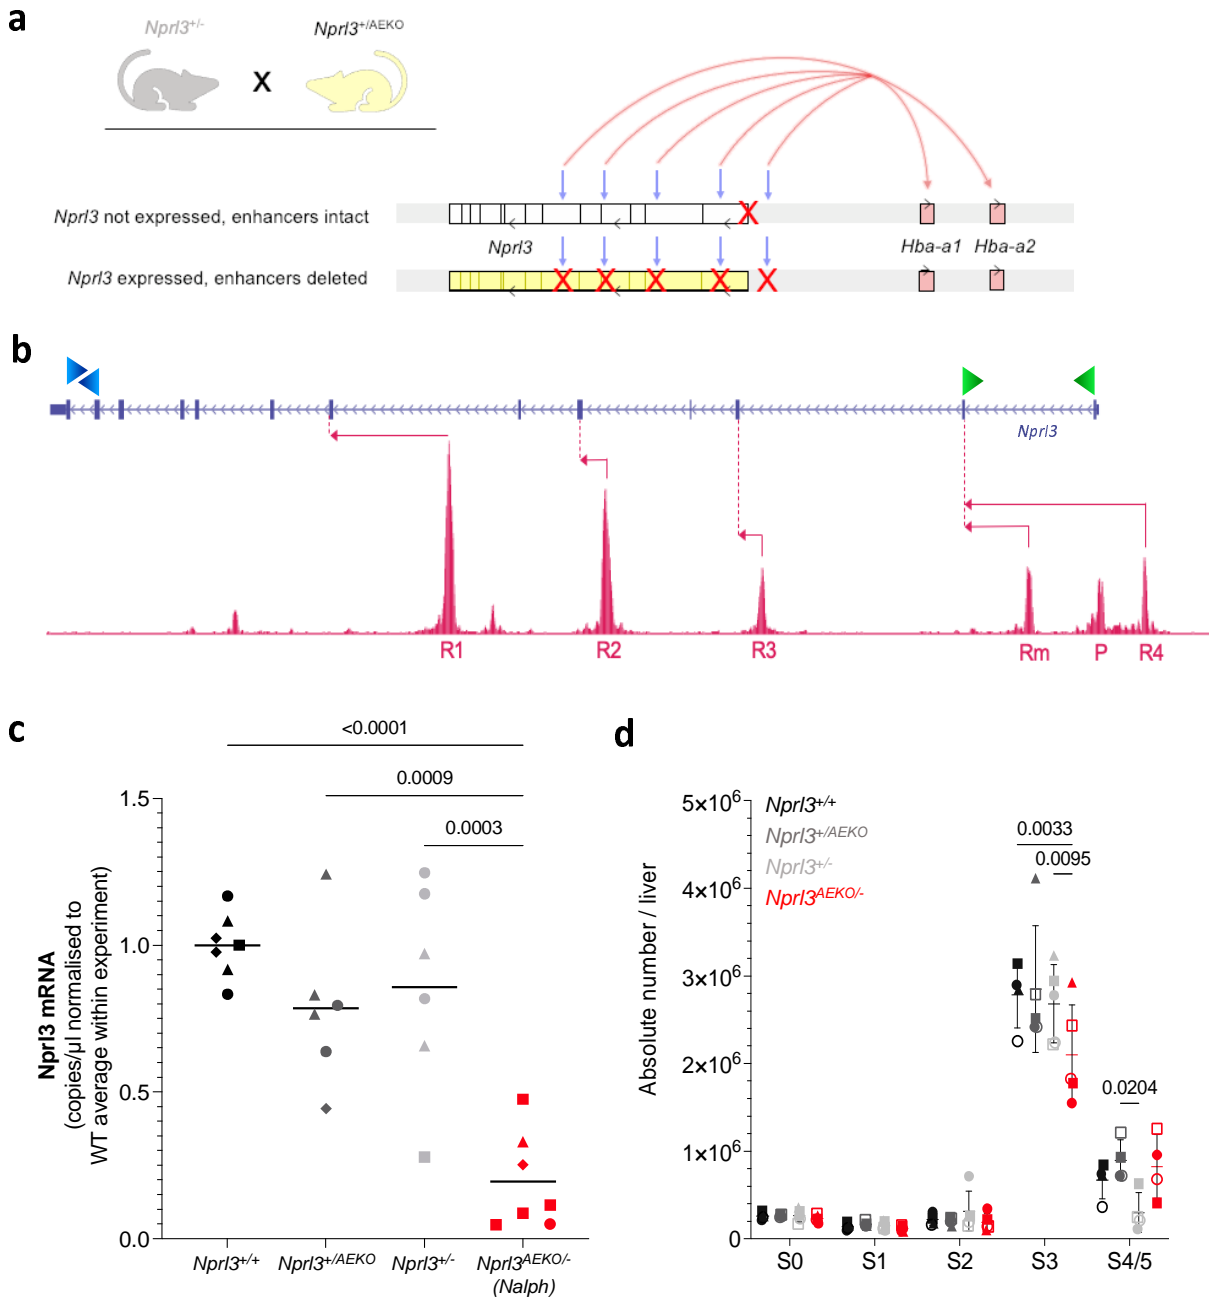 a
Nprl3+/-
Nprl3+/AEKO
X
Nprl3 not expressed, enhancers intact
X
Nprl3
Hba-a1 Hba-a2
Nprl3 expressed, enhancers deleted
X X X X X
b
Nprl3
R1
R2
R3
Rm
P
R4
c
<0.0001
0.0009
0.0003
Nprl3 mRNA
(copies/µl normalised to
WT average within experiment)
1.5
1.0
0.5
0.0
Nprl3+/+
Nprl3+/AEKO
Nprl3+/-
Nprl3AEKO/-
(Nalph)
d
Nprl3+/+
Nprl3+/AEKO
Nprl3+/-
Nprl3AEKO/-
0.0033
0.0095
0.0204
Absolute number / liver
5×10⁶
4×10⁶
3×10⁶
2×10⁶
1×10⁶
0
S0
S1
S2
S3
S4/5